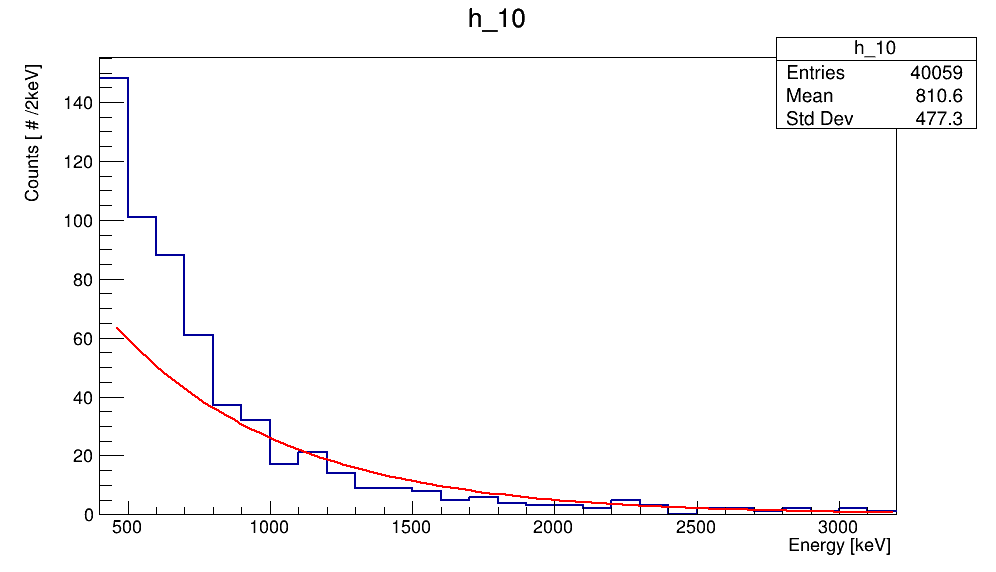 h_10
h_10
Entries 40059
Mean 810.6
Std Dev 477.3
Counts [ # /2keV]
140
120
100
80
60
40
20
0
500 1000 1500 2000 2500 3000
Energy [keV]